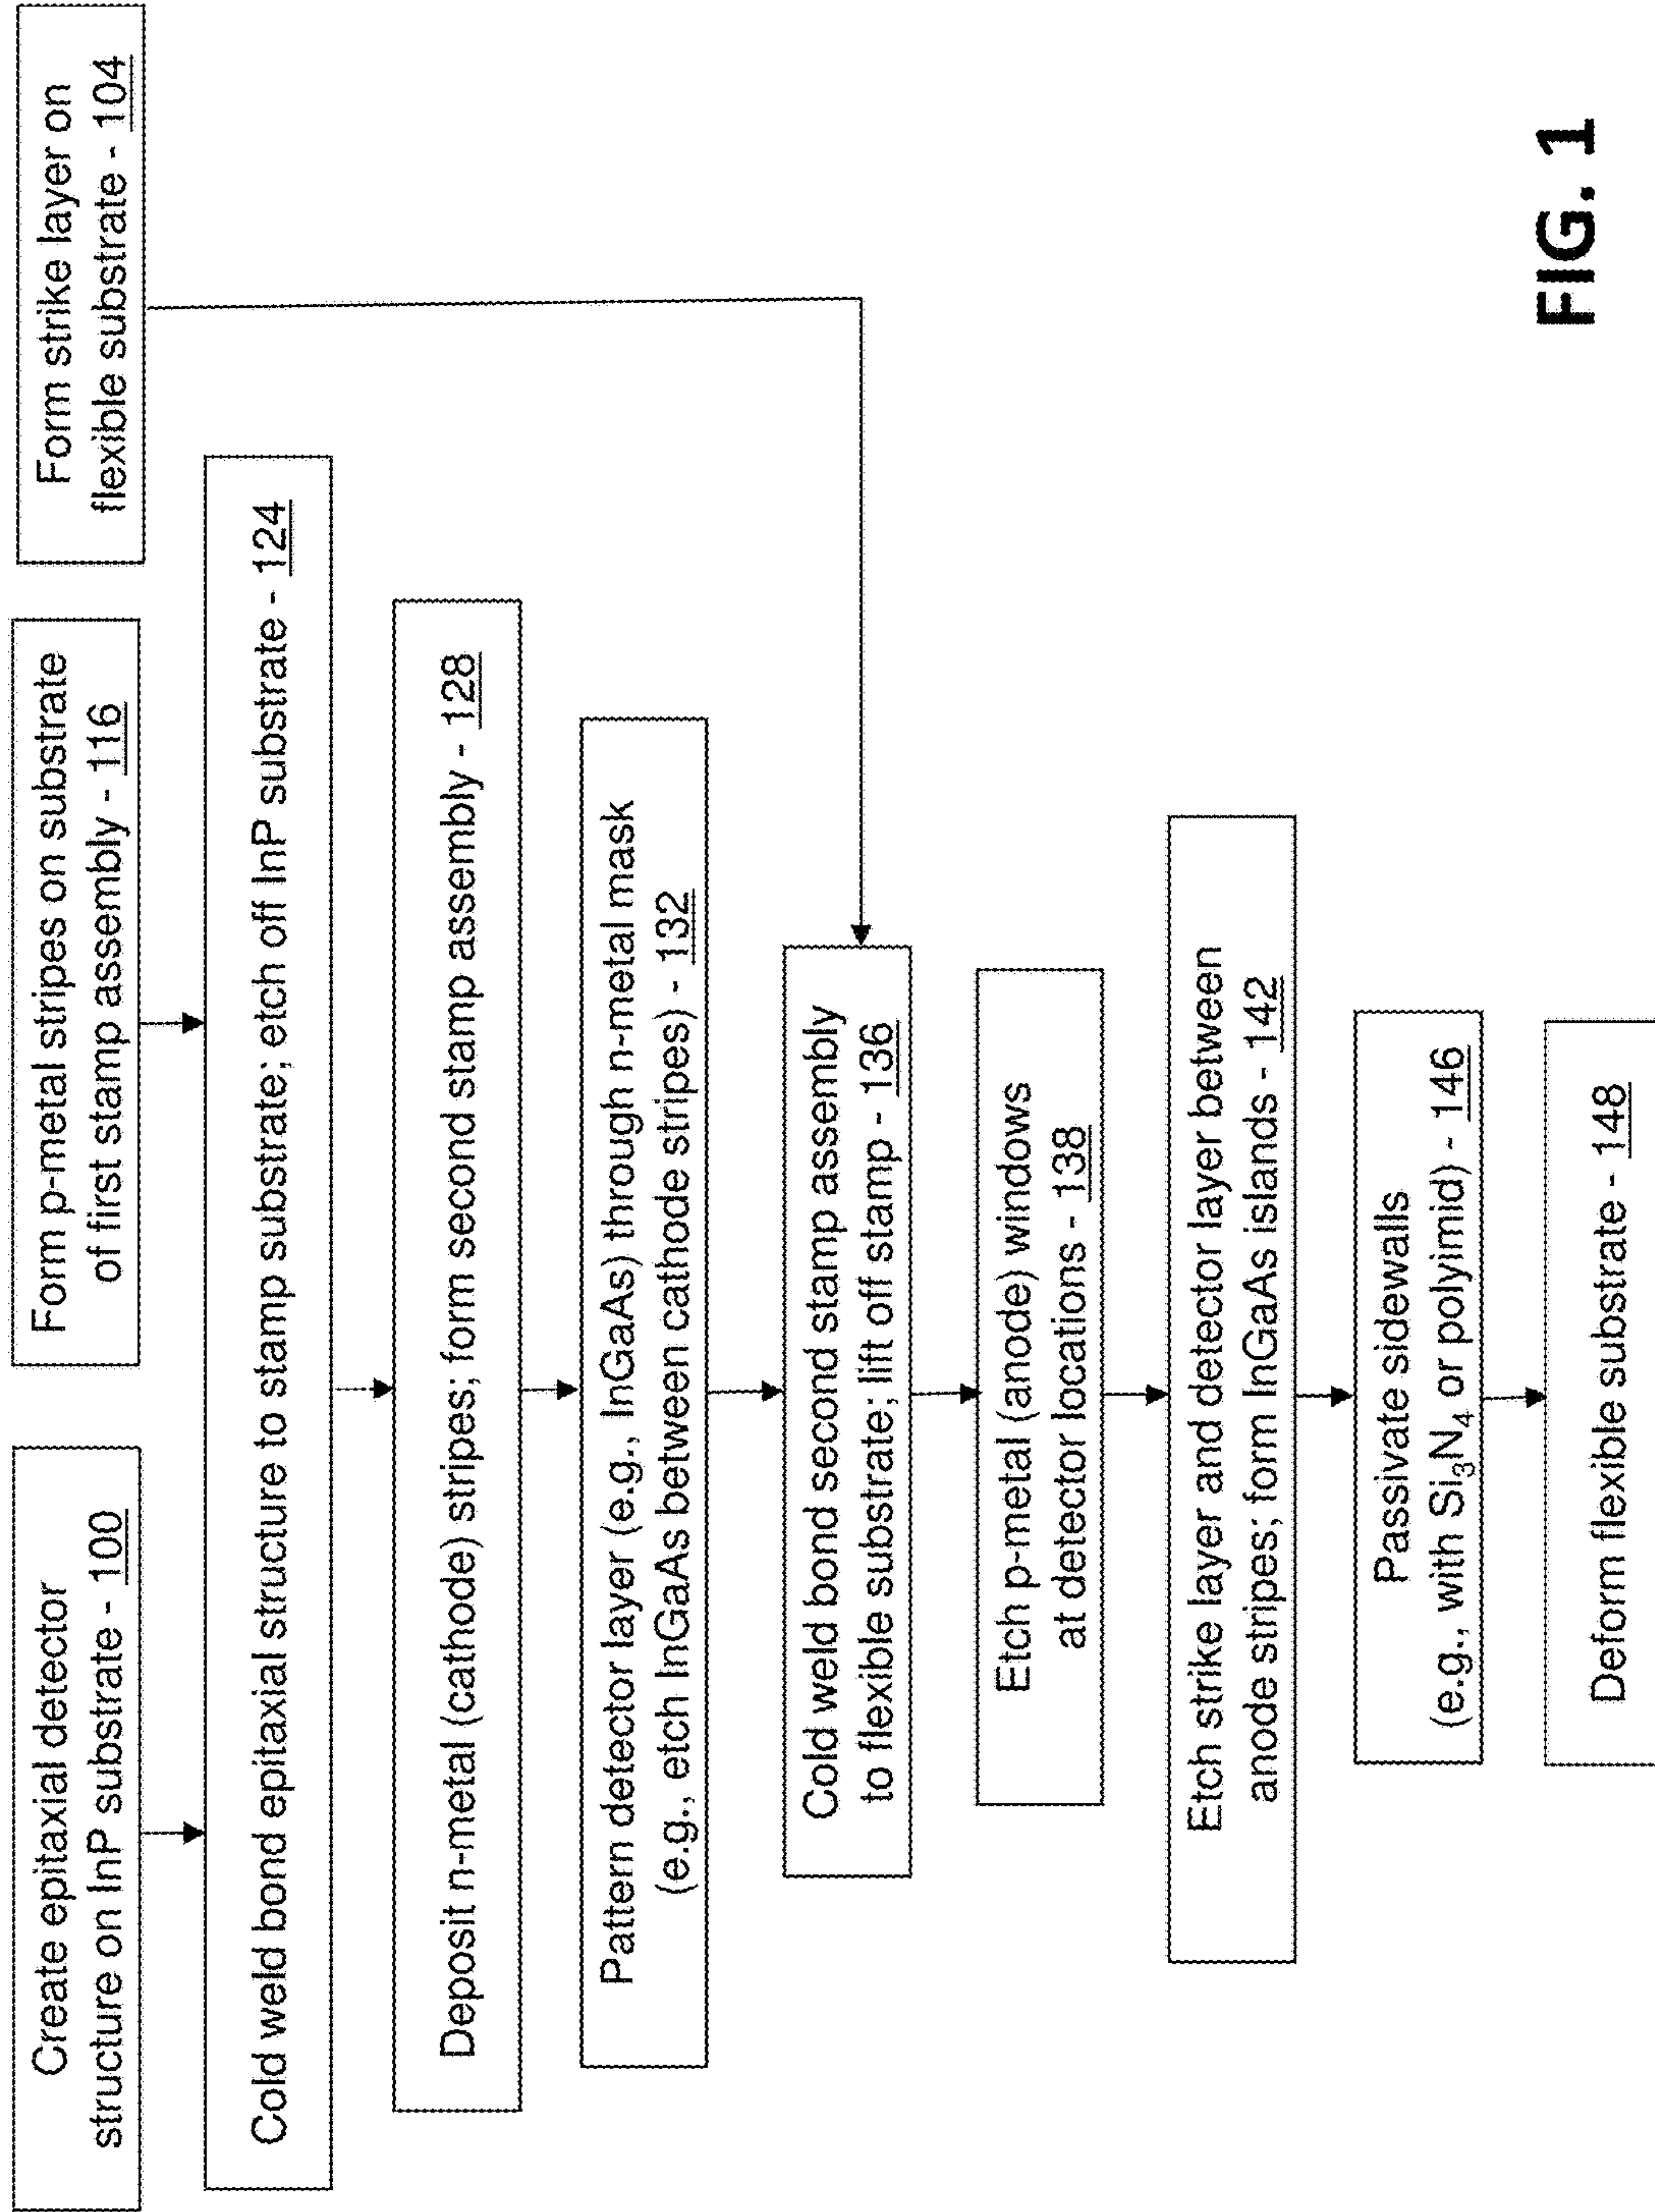 Create epitaxial detector
structure on InP substrate - 100
Form p-metal stripes on substrate
of first stamp assembly - 116
Form strike layer on
flexible substrate - 104
Cold weld bond epitaxial structure to stamp substrate; etch off InP substrate - 124
Deposit n-metal (cathode) stripes; form second stamp assembly - 128
Pattern detector layer (e.g., InGaAs) through n-metal mask
(e.g., etch InGaAs between cathode stripes) - 132
Cold weld bond second stamp assembly
to flexible substrate; lift off stamp - 136
Etch p-metal (anode) windows
at detector locations - 138
Etch strike layer and detector layer between
anode stripes; form InGaAs islands - 142
Passivate sidewalls
(e.g., with Si₃N₄ or polyimid) - 146
Deform flexible substrate - 148
FIG. 1